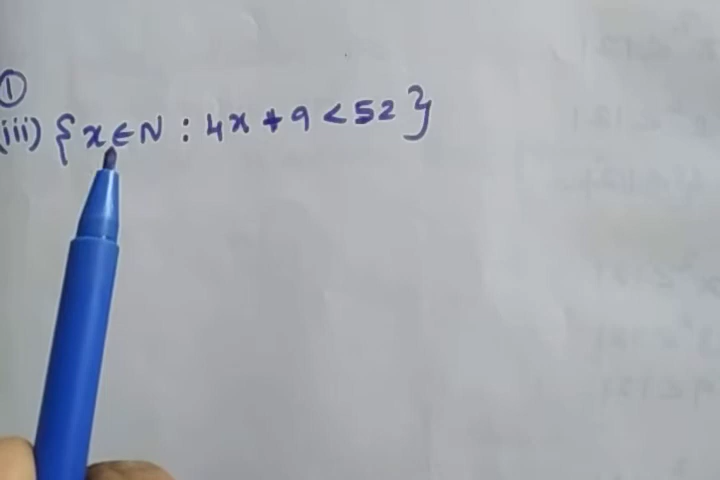 ①
(iii) {x ∈ N : 4x + 9 < 52}